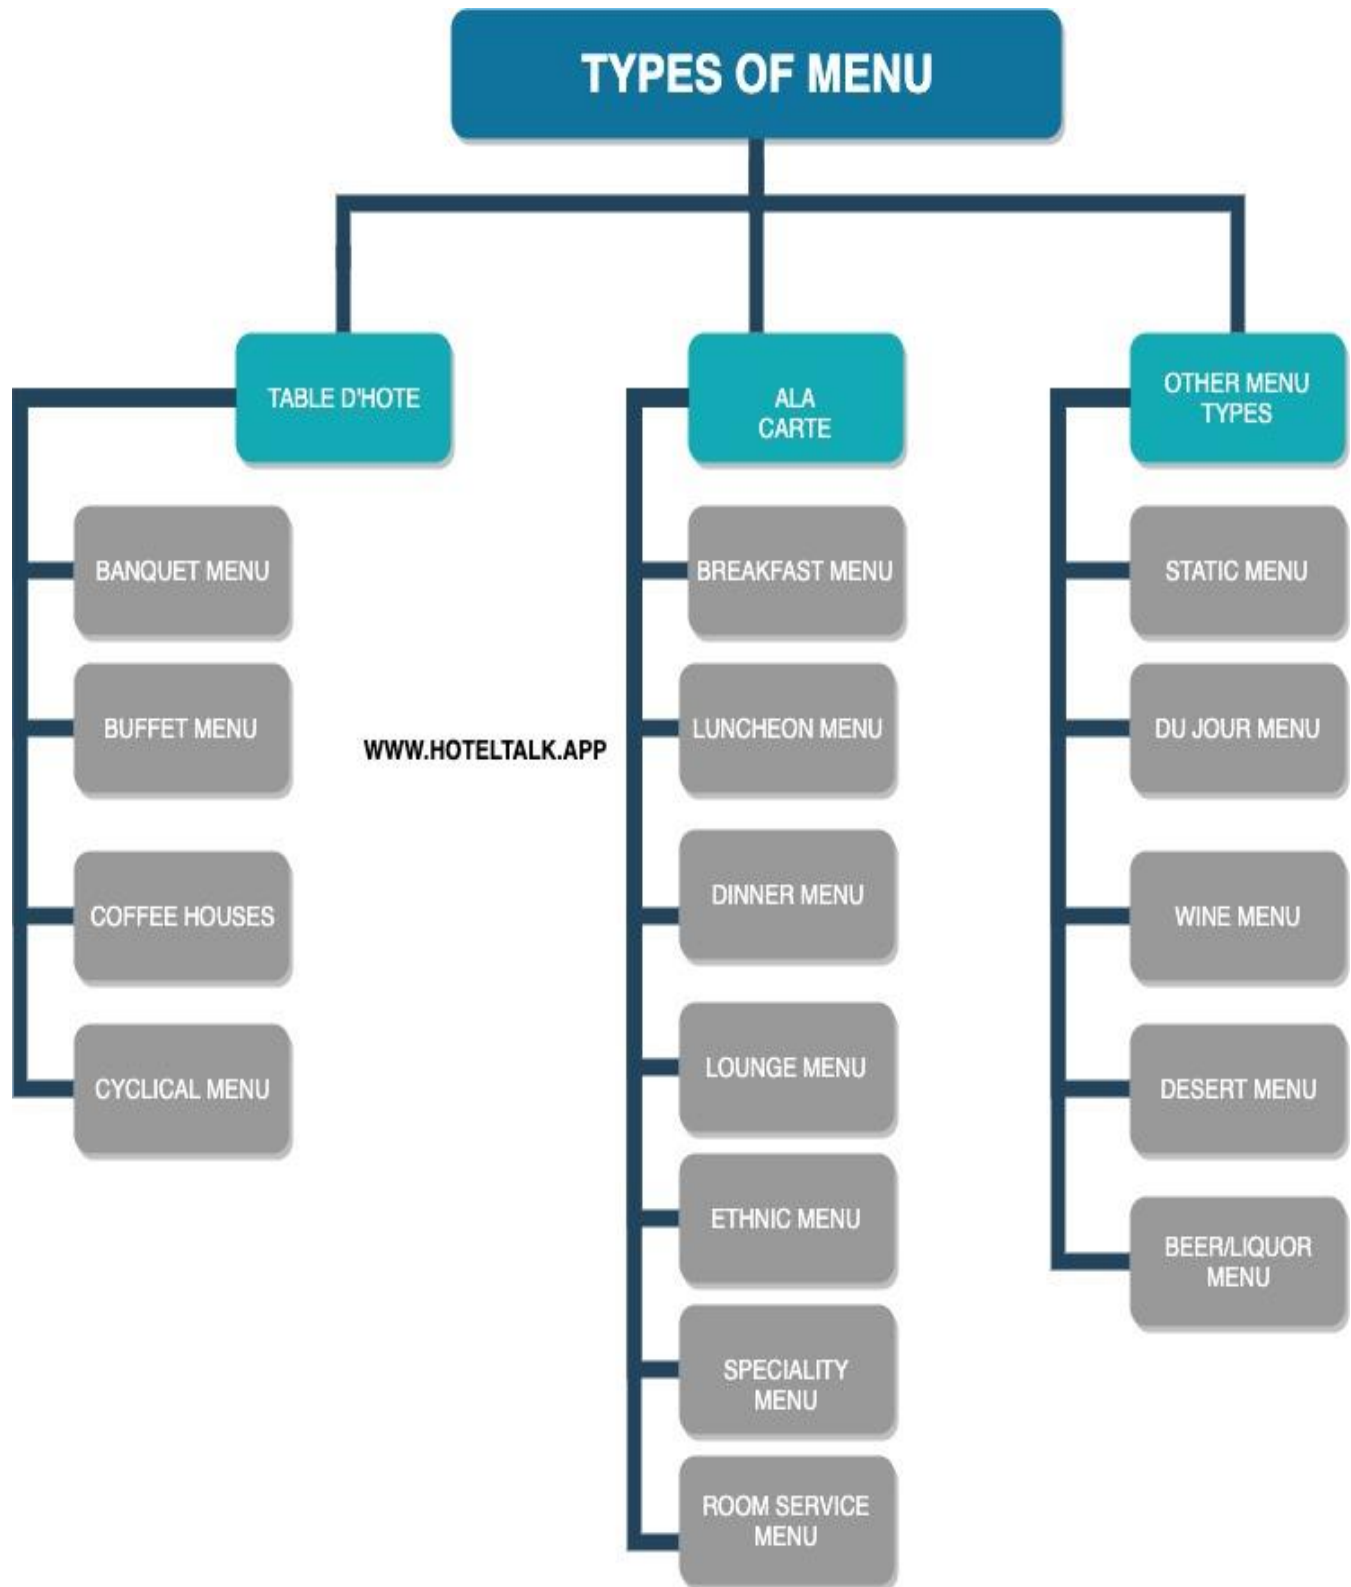 TYPES OF MENU
TABLE D'HOTE
BANQUET MENU
BUFFET MENU
COFFEE HOUSES
CYCLICAL MENU
WWW.HOTELTALK.APP
ALA
CARTE
BREAKFAST MENU
LUNCHEON MENU
DINNER MENU
LOUNGE MENU
ETHNIC MENU
SPECIALITY
MENU
ROOM SERVICE
MENU
OTHER MENU
TYPES
STATIC MENU
DU JOUR MENU
WINE MENU
DESERT MENU
BEER/LIQUOR
MENU